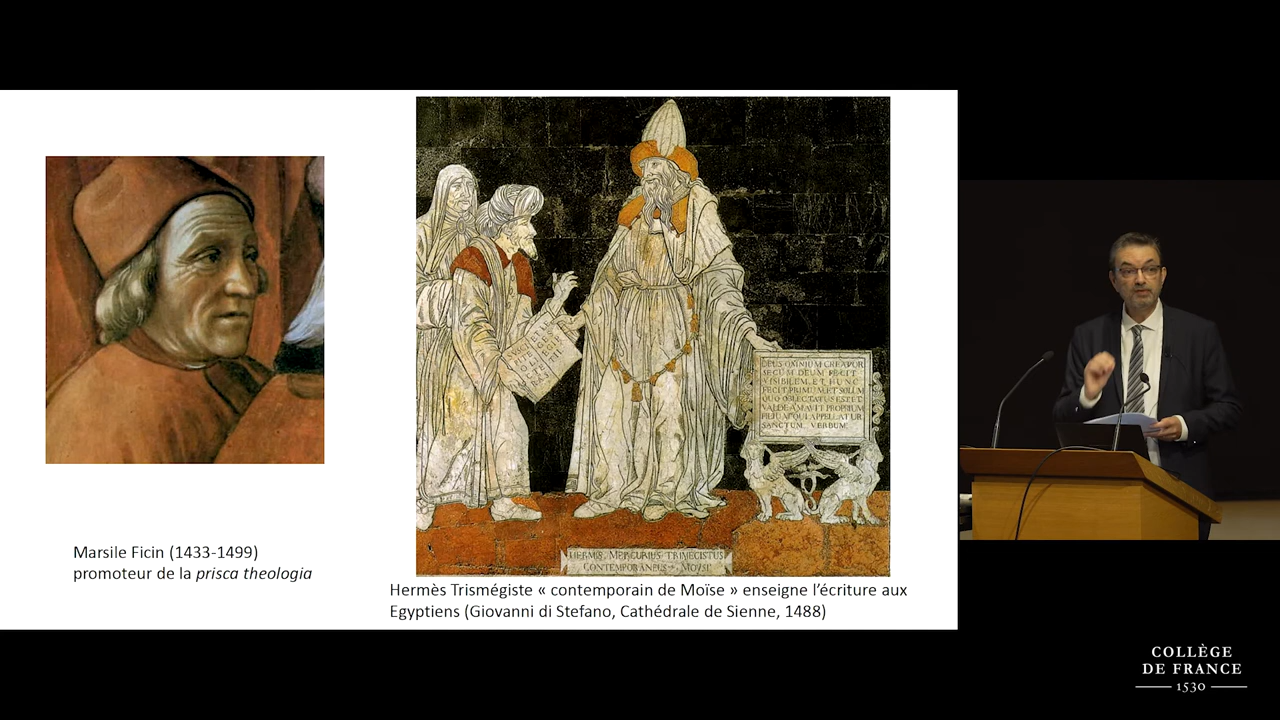 Marsile Ficin (1433-1499)
promoteur de la prisca theologia
DEUS OMNIUM CREATOR
SECUM DEUM FECIT
VISIBILEM ET HUNC
FECIT PRIMUM ET SOLUM
QUO OBLECTATUS EST ET
VALDE AMAVIT PROPRIUM
FILIUM QUI APPELLATUR
SANCTUM VERBUM
HERMIS MERCURIUS TRIMEGISTUS
CONTEMPORANEUS MOYSI
Hermès Trismégiste « contemporain de Moïse » enseigne l’écriture aux
Egyptiens (Giovanni di Stefano, Cathédrale de Sienne, 1488)
COLLÈGE
DE FRANCE
1530